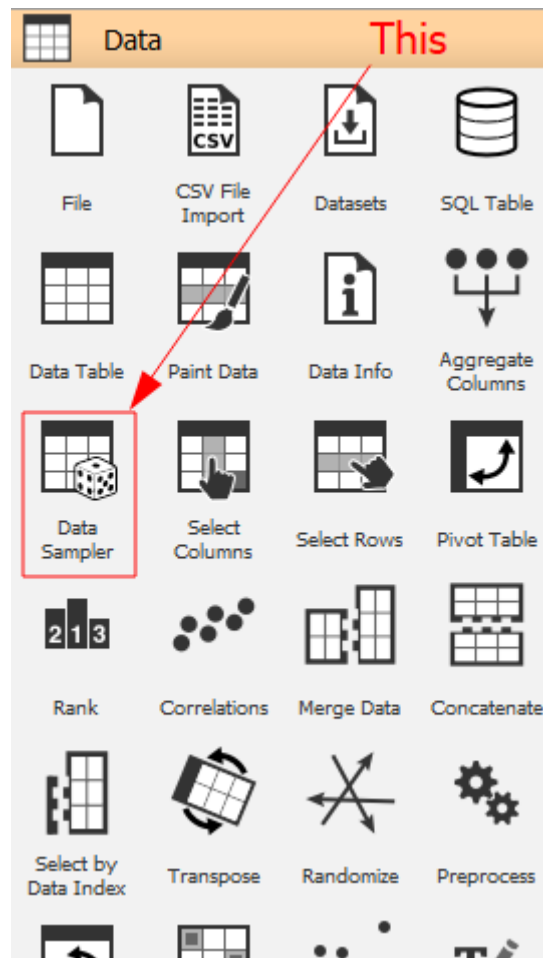 Data
This
CSV
File
CSV File
Import
Datasets
SQL Table
Data Table
Paint Data
Data Info
Aggregate
Columns
Data
Sampler
Select
Columns
Select Rows
Pivot Table
2 1 3
Rank
Correlations
Merge Data
Concatenate
Select by
Data Index
Transpose
Randomize
Preprocess